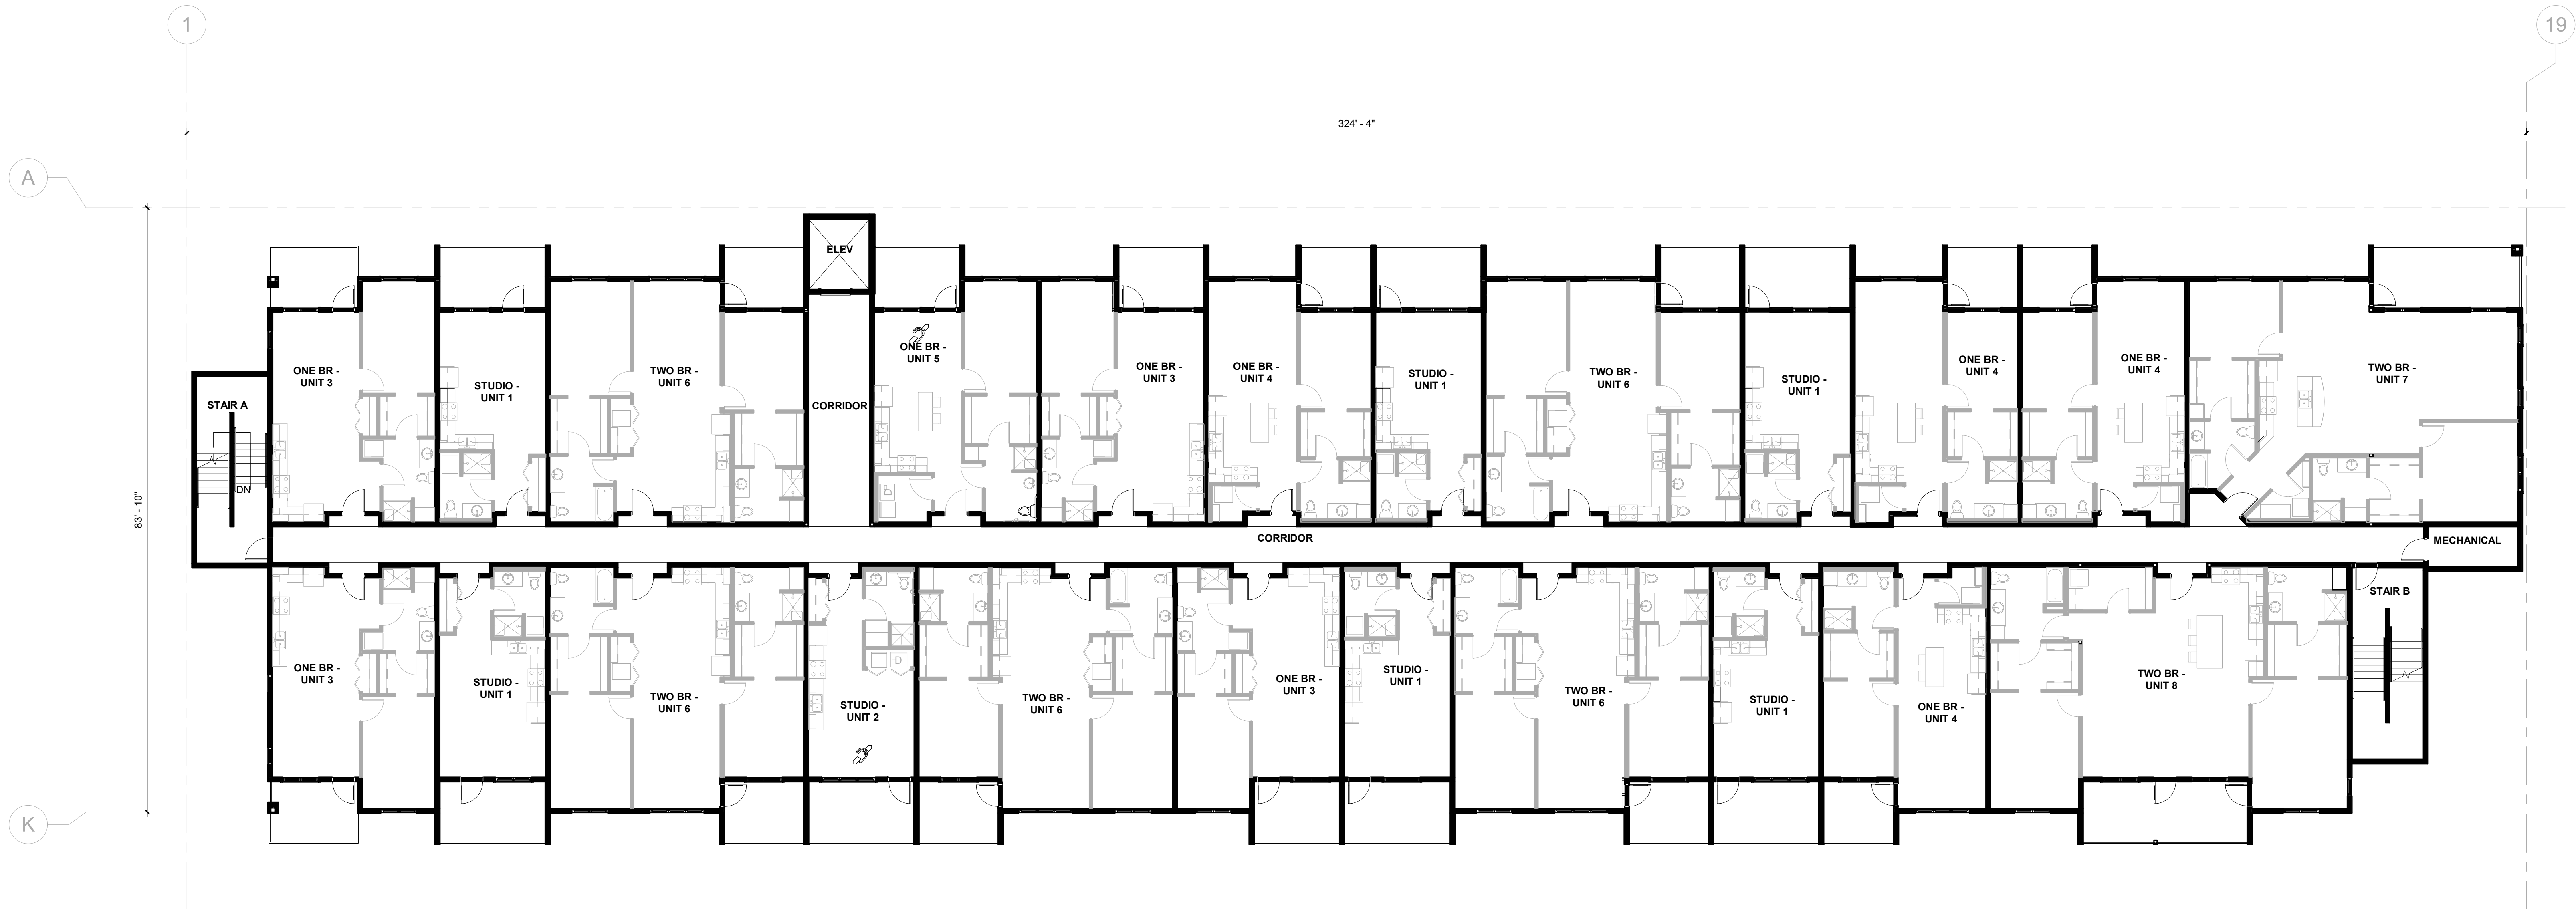 1
19
324' - 4"
A
ELEV
ONE BR -
UNIT 3
STUDIO -
UNIT 1
TWO BR -
UNIT 6
CORRIDOR
ONE BR -
UNIT 5
ONE BR -
UNIT 3
ONE BR -
UNIT 4
STUDIO -
UNIT 1
TWO BR -
UNIT 6
STUDIO -
UNIT 1
ONE BR -
UNIT 4
ONE BR -
UNIT 4
TWO BR -
UNIT 7
STAIR A
DN
D
83' - 10"
CORRIDOR
MECHANICAL
STAIR B
ONE BR -
UNIT 3
STUDIO -
UNIT 1
TWO BR -
UNIT 6
D
STUDIO -
UNIT 2
TWO BR -
UNIT 6
ONE BR -
UNIT 3
STUDIO -
UNIT 1
TWO BR -
UNIT 6
STUDIO -
UNIT 1
ONE BR -
UNIT 4
TWO BR -
UNIT 8
K